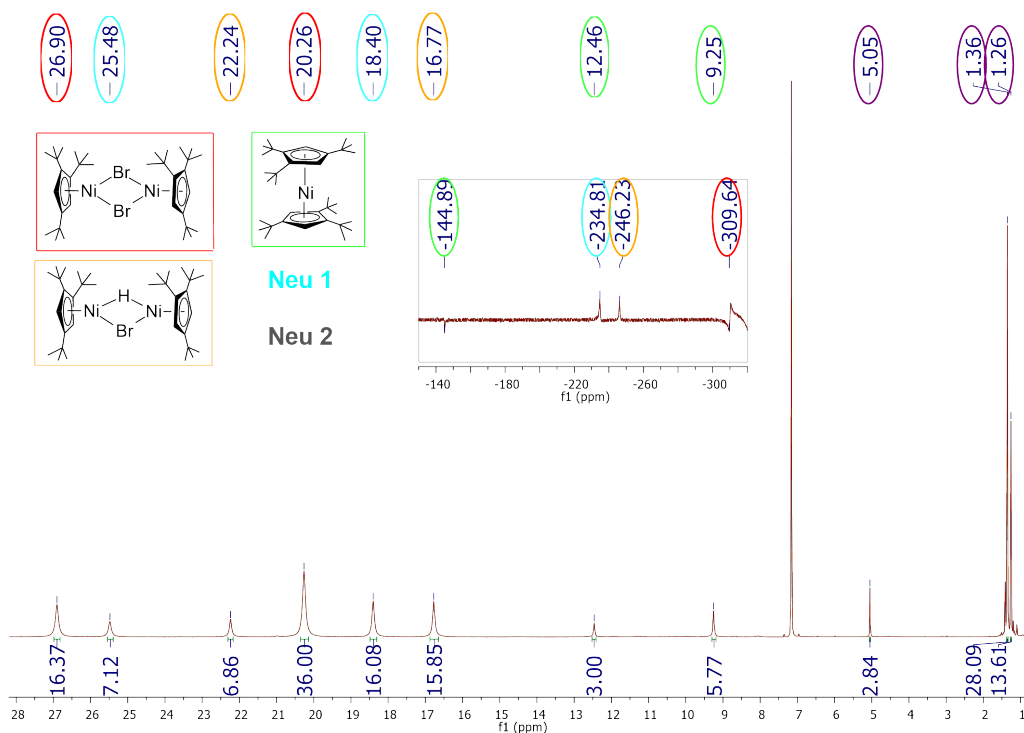 26.90
25.48
22.24
20.26
18.40
16.77
12.46
9.25
5.05
1.36
1.26
Br
Ni
Ni
Br
Ni
H
Ni
Ni
Br
Neu 1
Neu 2
-144.89
-234.81
-246.23
-309.64
-140
-180
-220
-260
-300
f1 (ppm)
16.37
7.12
6.86
36.00
16.08
15.85
3.00
5.77
2.84
28.09
13.61
28 27 26 25 24 23 22 21 20 19 18 17 16 15 14 13 12 11 10 9 8 7 6 5 4 3 2 1
f1 (ppm)